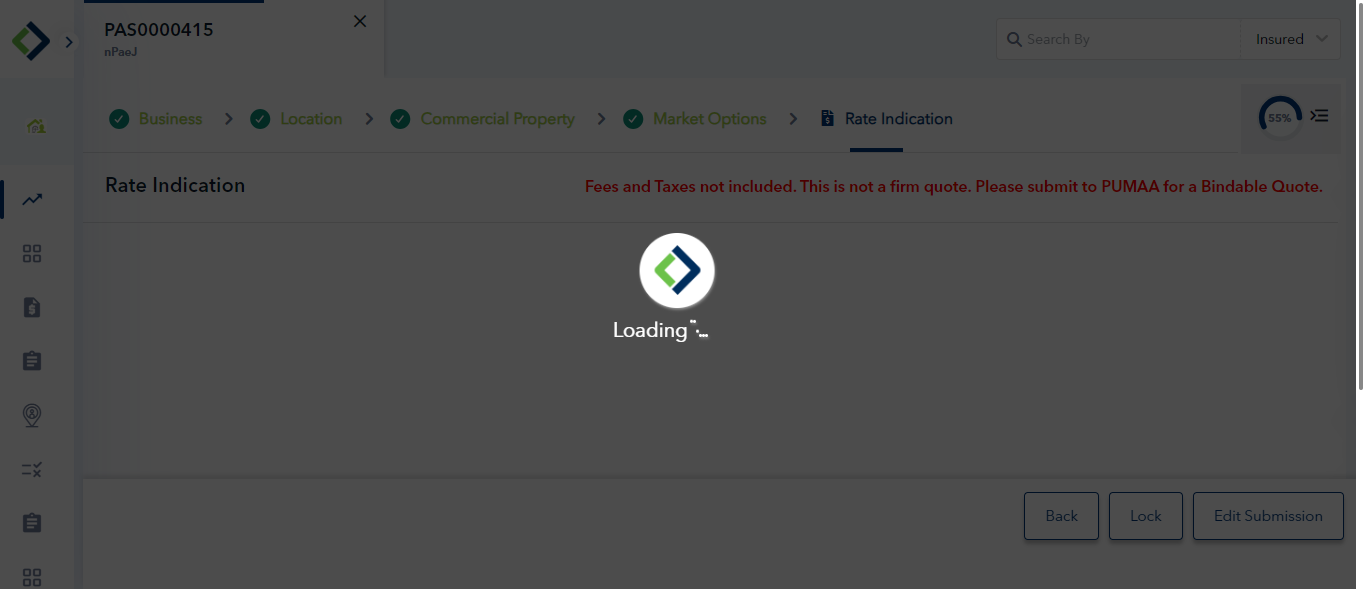 PAS0000415
nPaeJ
Search By
Insured
Business
Location
Commercial Property
Market Options
Rate Indication
55%
Rate Indication
Fees and Taxes not included. This is not a firm quote. Please submit to PUMAA for a Bindable Quote.
Loading
Back
Lock
Edit Submission